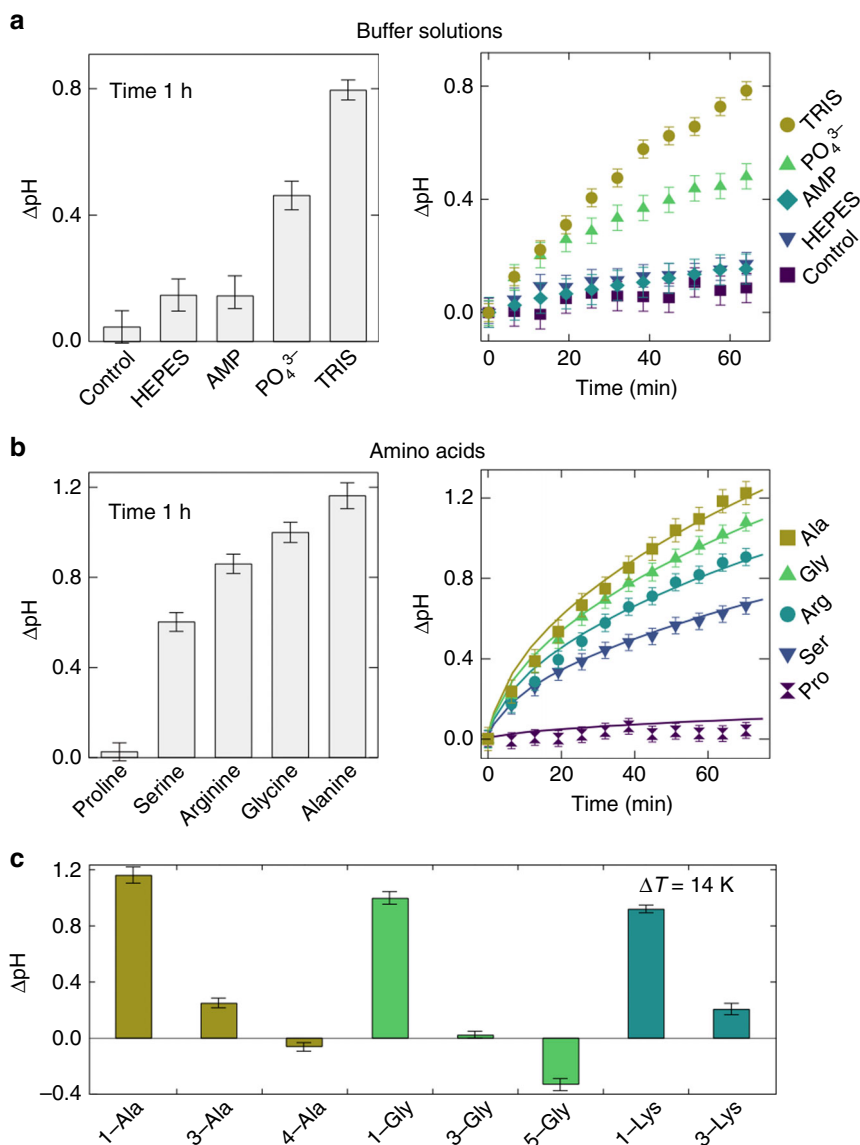 a
Buffer solutions
Time 1 h
ΔpH
0.8
0.4
0.0
Control
HEPES
AMP
PO₄³⁻
TRIS
ΔpH
0.8
0.4
0.0
0 20 40 60
Time (min)
TRIS
PO₄³⁻
AMP
HEPES
Control
b
Amino acids
Time 1 h
ΔpH
1.2
0.8
0.4
0.0
Proline
Serine
Arginine
Glycine
Alanine
ΔpH
1.2
0.8
0.4
0.0
0 20 40 60
Time (min)
Ala
Gly
Arg
Ser
Pro
c
ΔT = 14 K
ΔpH
1.2
0.8
0.4
0.0
–0.4
1–Ala
3–Ala
4–Ala
1–Gly
3–Gly
5–Gly
1–Lys
3–Lys